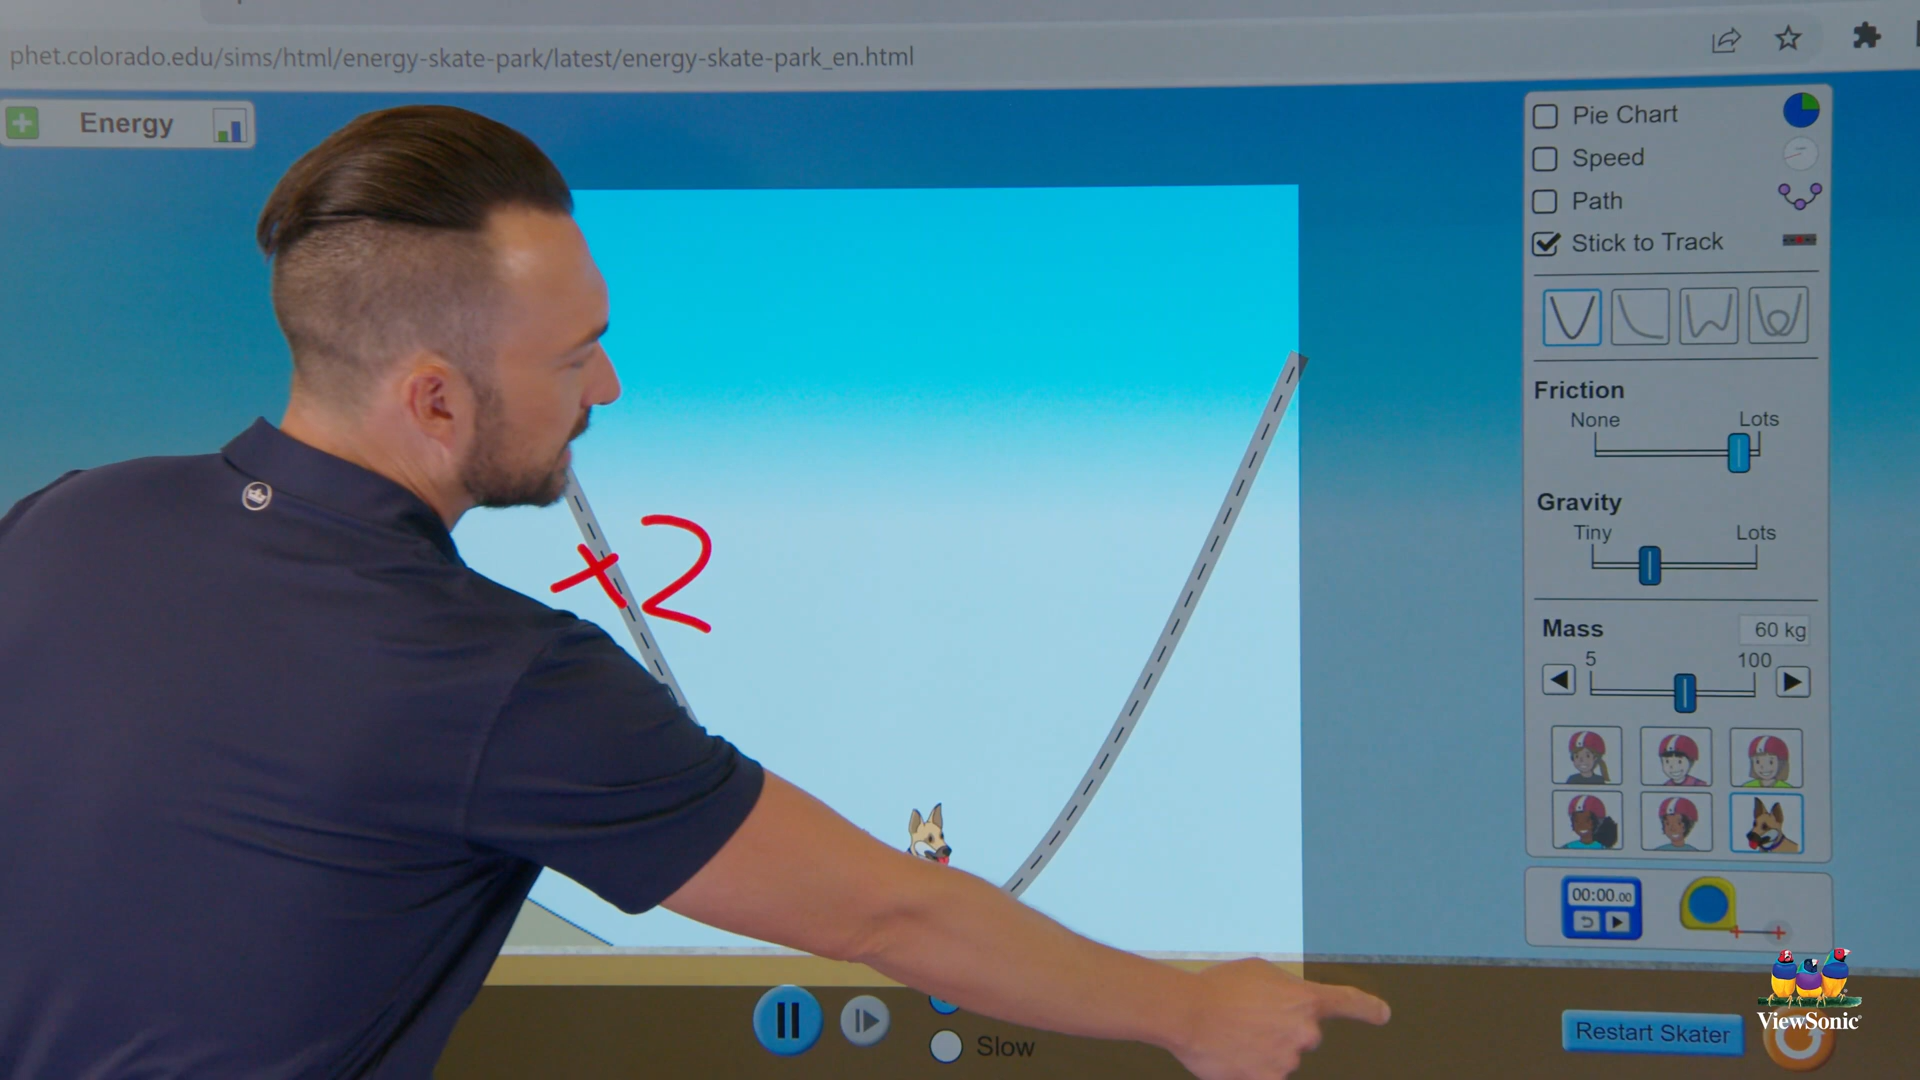 phet.colorado.edu/sims/html/energy-skate-park/latest/energy-skate-park_en.html
Energy
Pie Chart
Speed
Path
Stick to Track
Friction
None Lots
Gravity
Tiny Lots
Mass 60 kg
5 100
×2
00:00.00
Slow
Restart Skater
ViewSonic